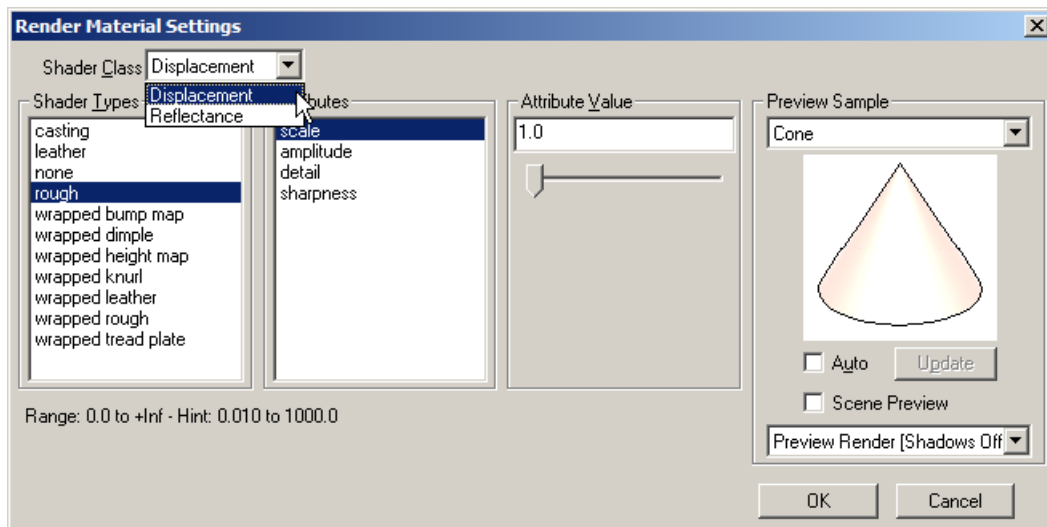 Render Material Settings
Shader Class Displacement
Displacement
Reflectance
Shader Types
casting
leather
none
rough
wrapped bump map
wrapped dimple
wrapped height map
wrapped knurl
wrapped leather
wrapped rough
wrapped tread plate
butes
scale
amplitude
detail
sharpness
Attribute Value
1.0
Preview Sample
Cone
Auto
Update
Scene Preview
Preview Render [Shadows Off
Range: 0.0 to +Inf - Hint: 0.010 to 1000.0
OK
Cancel